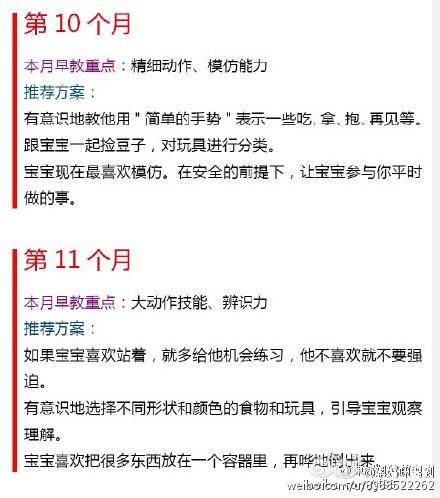 第 10 个月
本月早教重点：精细动作、模仿能力
推荐方案：
有意识地教他用＂简单的手势＂表示一些吃、拿、抱、再见等。
跟宝宝一起捡豆子，对玩具进行分类。
宝宝现在最喜欢模仿。在安全的前提下，让宝宝参与你平时
做的事。
第 11 个月
本月早教重点：大动作技能、辨识力
推荐方案：
如果宝宝喜欢站着，就多给他机会练习，他不喜欢就不要强
迫。
有意识地选择不同形状和颜色的食物和玩具，引导宝宝观察
理解。
宝宝喜欢把很多东西放在一个容器里，再哗地倒出来。